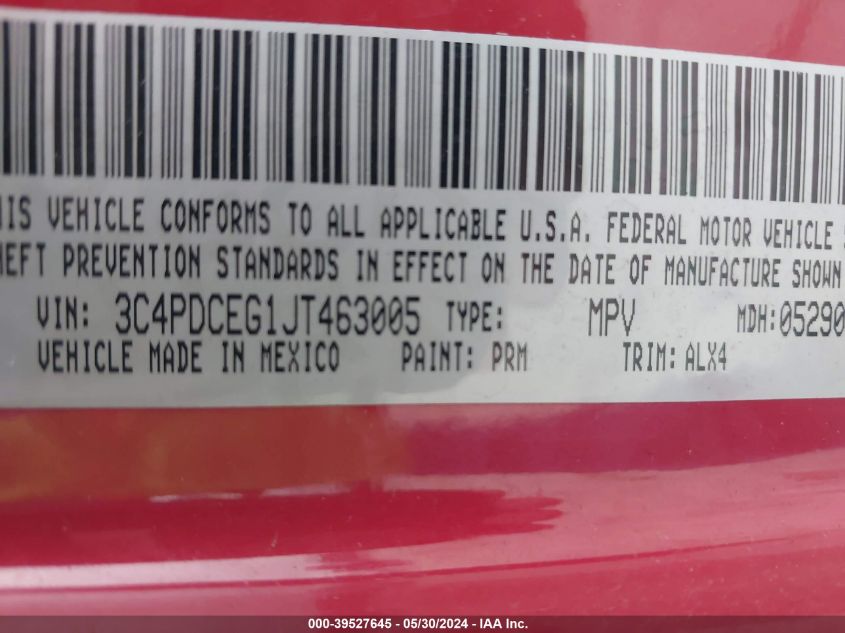 HIS VEHICLE CONFORMS TO ALL APPLICABLE U.S.A. FEDERAL MOTOR VEHICLE
HEFT PREVENTION STANDARDS IN EFFECT ON THE DATE OF MANUFACTURE SHOWN
VIN: 3C4PDCEG1JT463005 TYPE: MPV MDH:05290
VEHICLE MADE IN MEXICO PAINT: PRM TRIM: ALX4
000-39527645 - 05/30/2024 - IAA Inc.